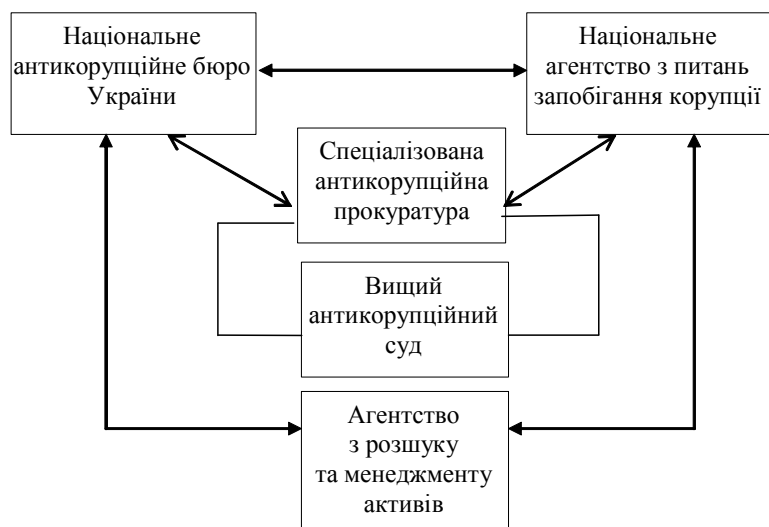 Національне
антикорупційне бюро
України
Національне
агентство з питань
запобігання корупції
Спеціалізована
антикорупційна
прокуратура
Вищий
антикорупційний
суд
Агентство
з розшуку
та менеджменту
активів